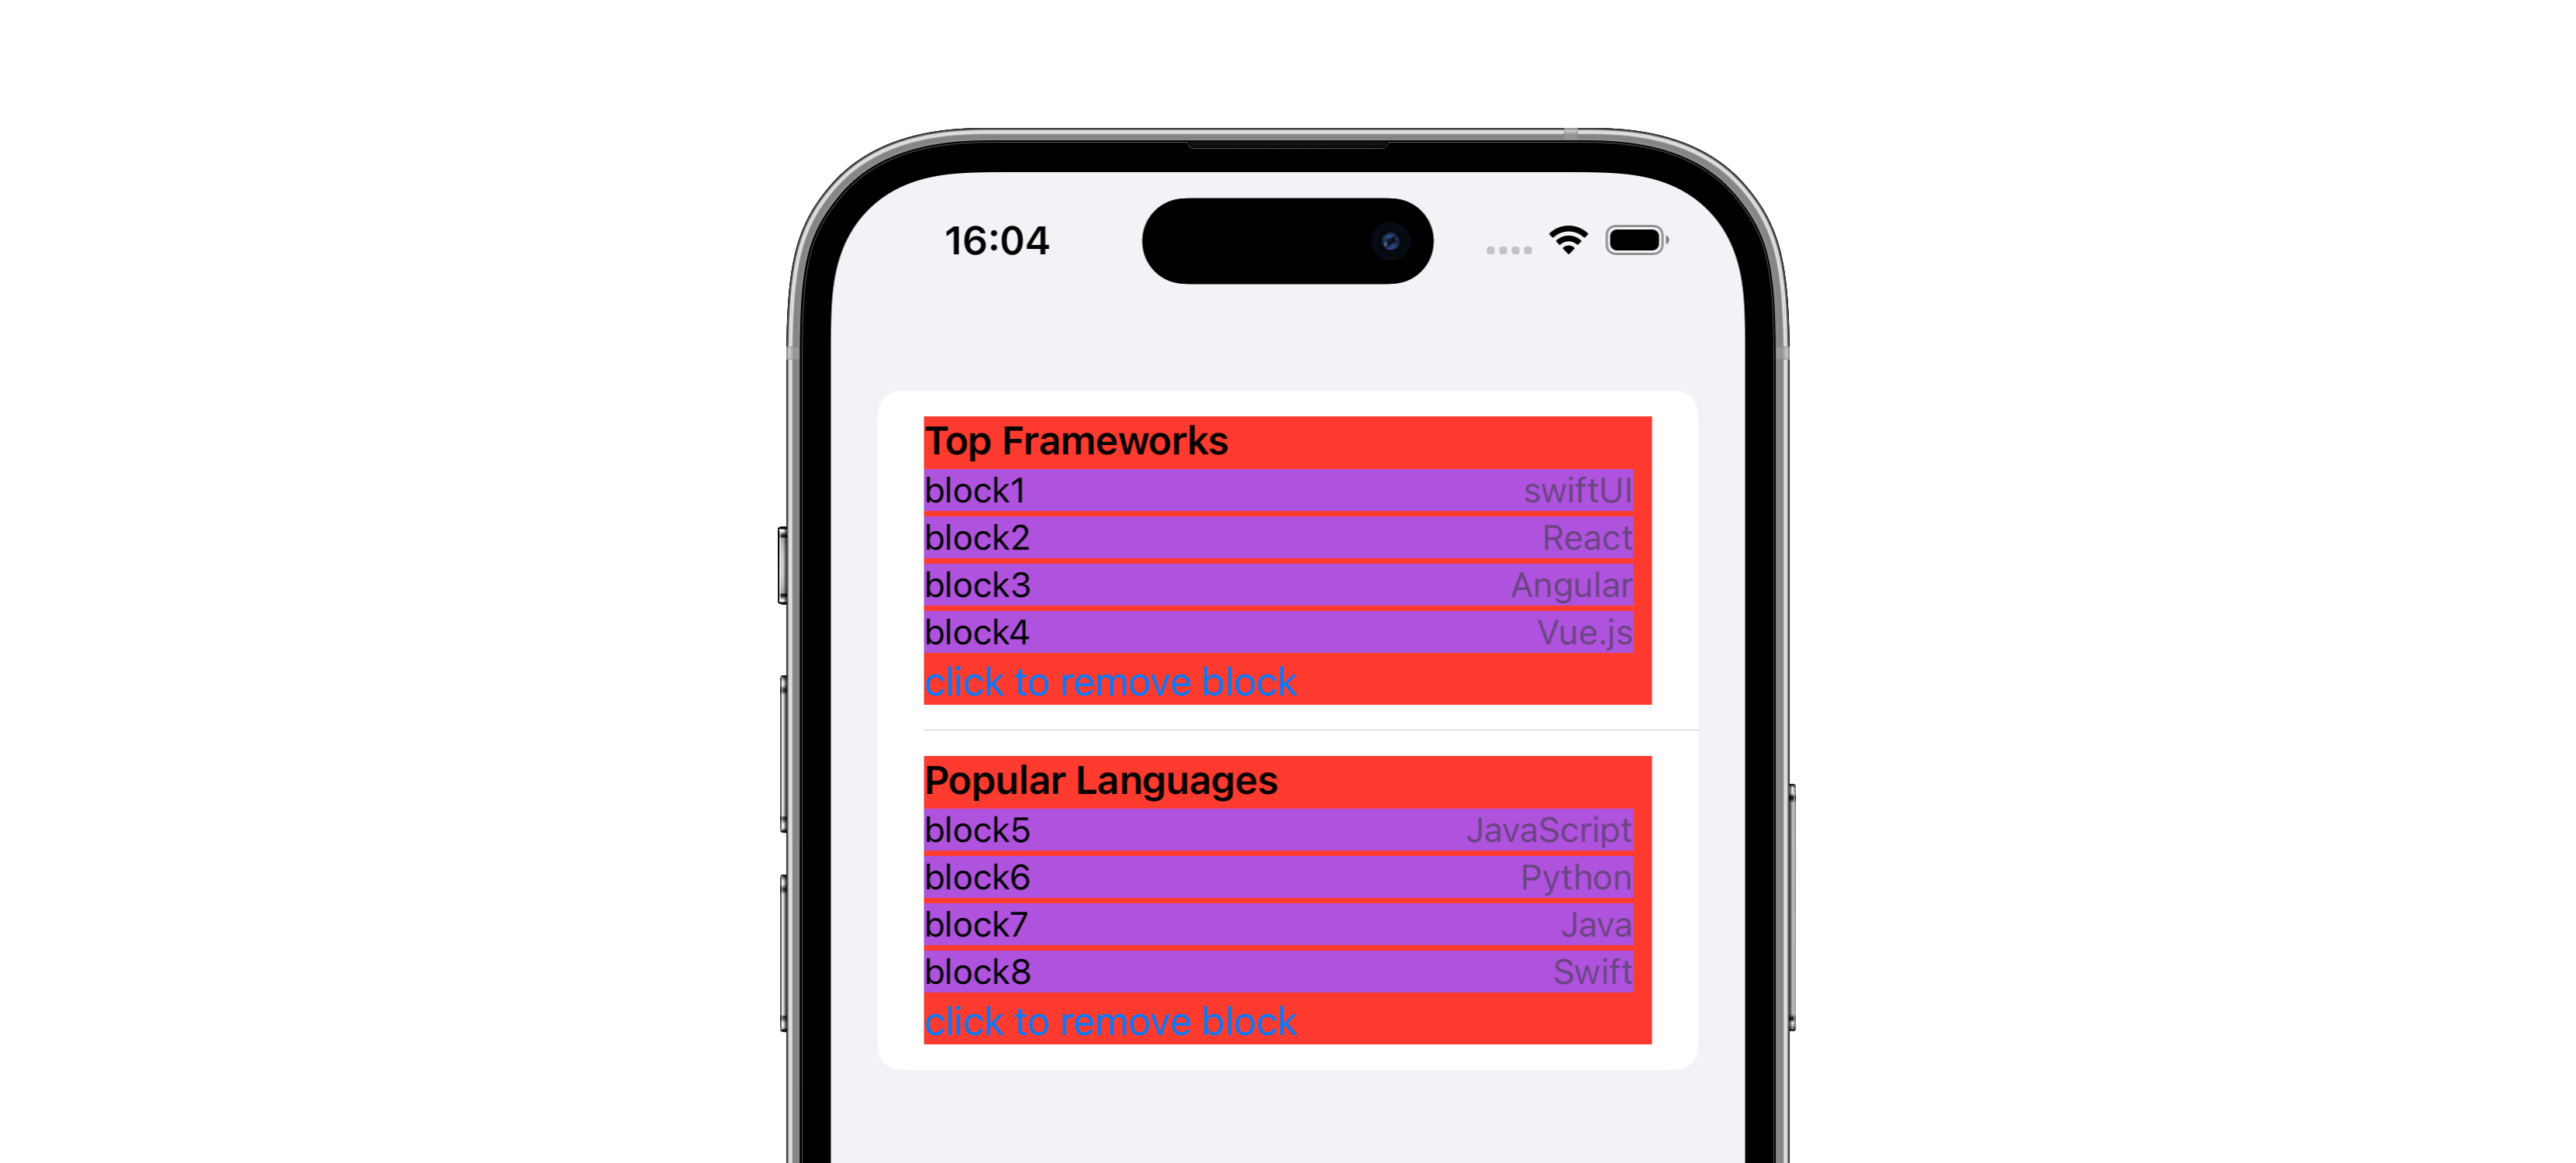 16:04
Top Frameworks
block1 swiftUI
block2 React
block3 Angular
block4 Vue.js
click to remove block
Popular Languages
block5 JavaScript
block6 Python
block7 Java
block8 Swift
click to remove block